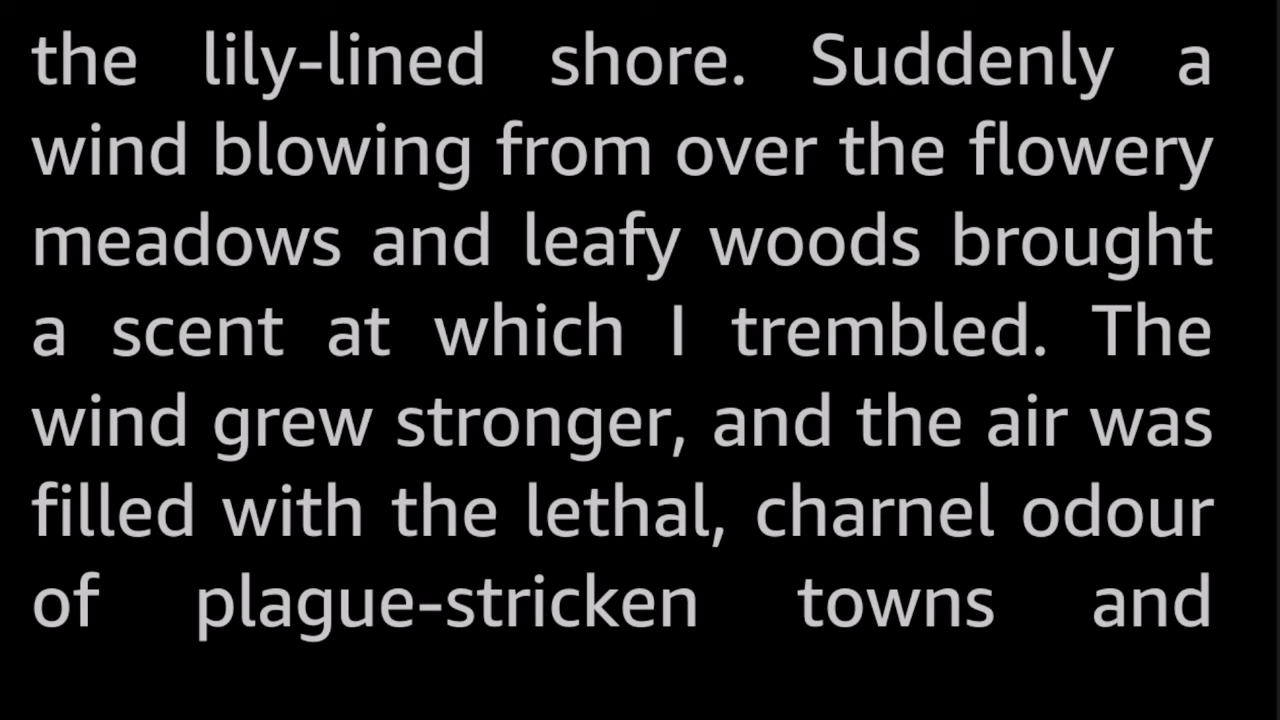 the lily-lined shore. Suddenly a
wind blowing from over the flowery
meadows and leafy woods brought
a scent at which I trembled. The
wind grew stronger, and the air was
filled with the lethal, charnel odour
of plague-stricken towns and